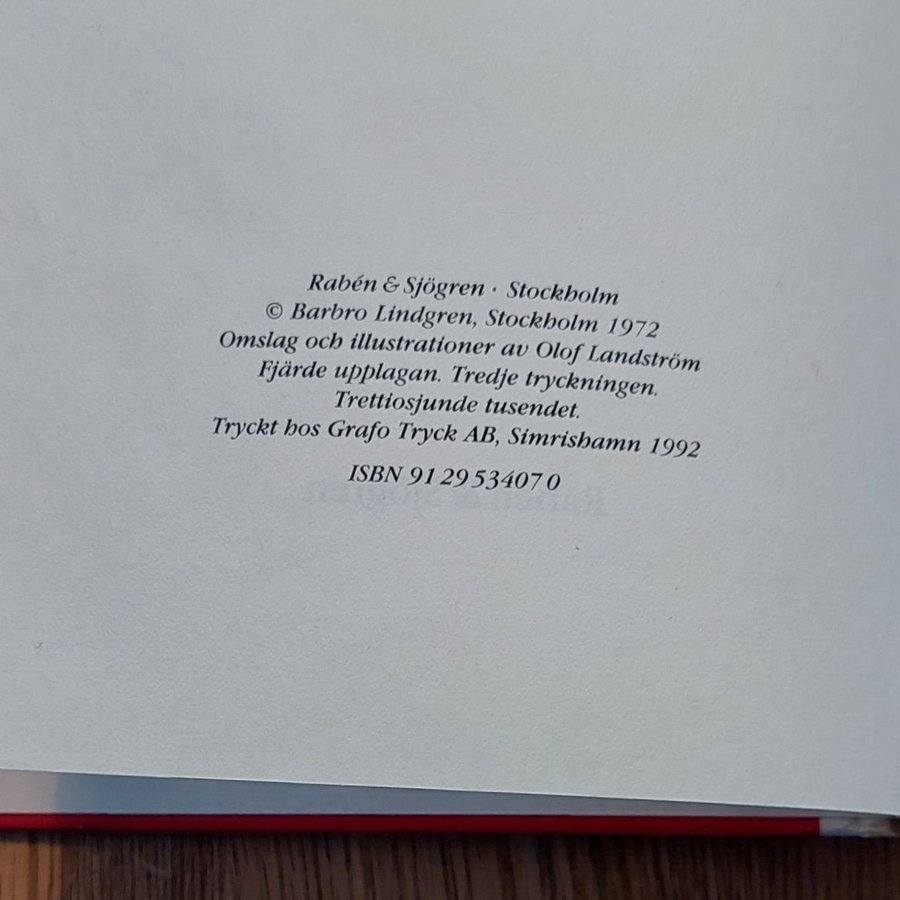 Rabén & Sjögren · Stockholm
© Barbro Lindgren, Stockholm 1972
Omslag och illustrationer av Olof Landström
Fjärde upplagan. Tredje tryckningen.
Trettiosjunde tusendet.
Tryckt hos Grafo Tryck AB, Simrishamn 1992
ISBN 91 29 53407 0